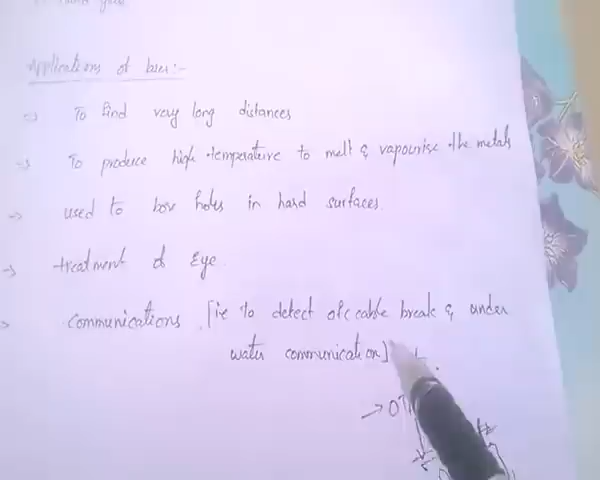 Applications of laser:-
→ To find very long distances
→ To produce high temperature to melt & vapourise the metals
→ used to bore holes in hard surfaces.
→ treatment of Eye
→ Communications [ie to detect ofc cable break & under
water communication]